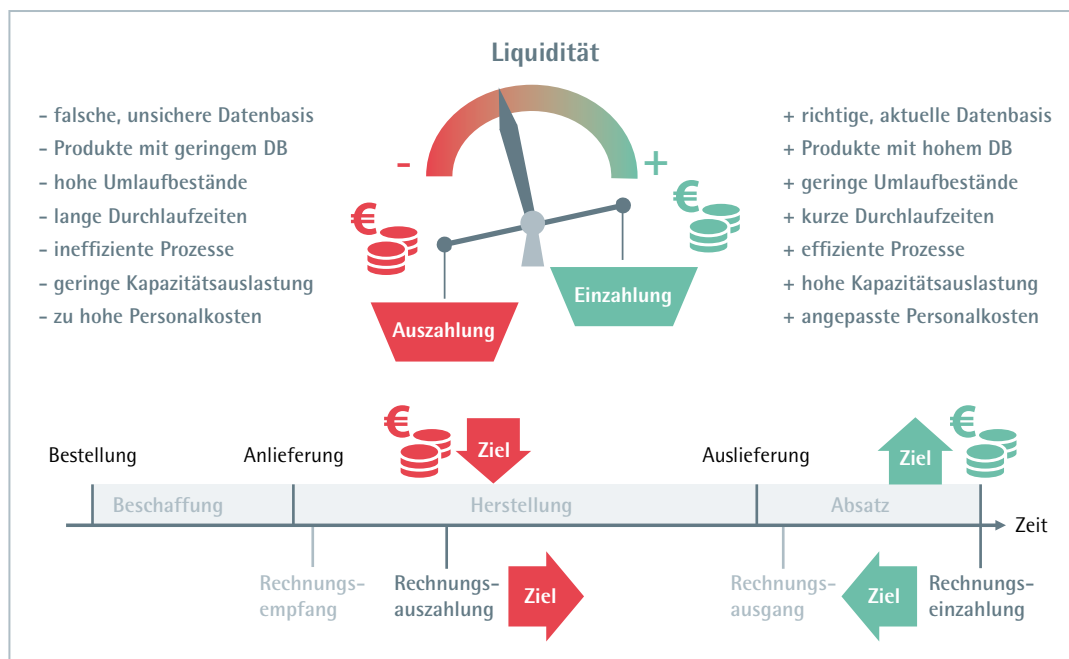 Liquidität
- falsche, unsichere Datenbasis
- Produkte mit geringem DB
- hohe Umlaufbestände
- lange Durchlaufzeiten
- ineffiziente Prozesse
- geringe Kapazitätsauslastung
- zu hohe Personalkosten
-
+
€
€
Auszahlung
Einzahlung
+ richtige, aktuelle Datenbasis
+ Produkte mit hohem DB
+ geringe Umlaufbestände
+ kurze Durchlaufzeiten
+ effiziente Prozesse
+ hohe Kapazitätsauslastung
+ angepasste Personalkosten
Bestellung
Anlieferung
€
Ziel
Auslieferung
Ziel
€
Beschaffung
Herstellung
Absatz
Zeit
Rechnungs-
empfang
Rechnungs-
auszahlung
Ziel
Rechnungs-
ausgang
Ziel
Rechnungs-
einzahlung